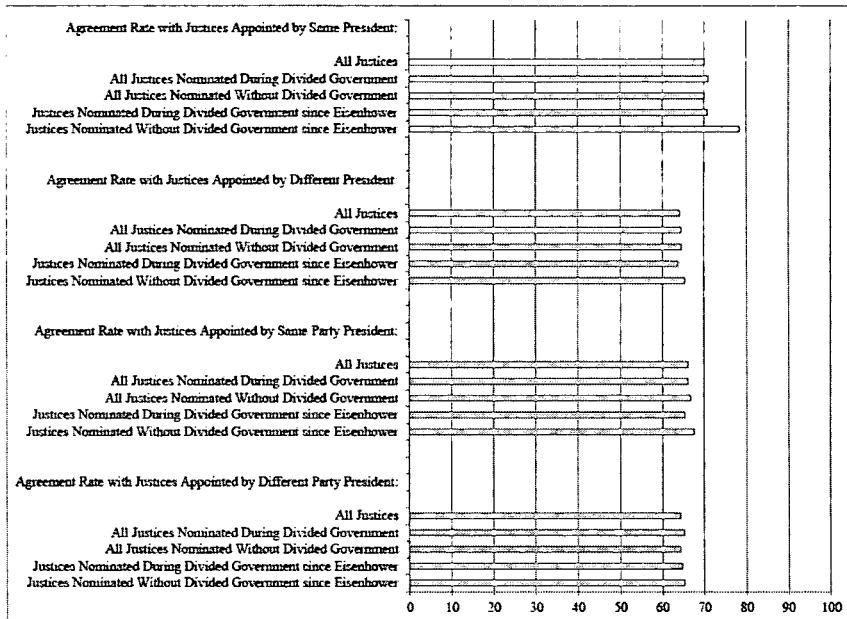 Agreement Rate with Justices Appointed by Same President:
All Justices
All Justices Nominated During Divided Government
All Justices Nominated Without Divided Government
Justices Nominated During Divided Government since Eisenhower
Justices Nominated Without Divided Government since Eisenhower
Agreement Rate with Justices Appointed by Different President:
All Justices
All Justices Nominated During Divided Government
All Justices Nominated Without Divided Government
Justices Nominated During Divided Government since Eisenhower
Justices Nominated Without Divided Government since Eisenhower
Agreement Rate with Justices Appointed by Same Party President:
All Justices
All Justices Nominated During Divided Government
All Justices Nominated Without Divided Government
Justices Nominated During Divided Government since Eisenhower
Justices Nominated Without Divided Government since Eisenhower
Agreement Rate with Justices Appointed by Different Party President:
All Justices
All Justices Nominated During Divided Government
All Justices Nominated Without Divided Government
Justices Nominated During Divided Government since Eisenhower
Justices Nominated Without Divided Government since Eisenhower
0 10 20 30 40 50 60 70 80 90 100